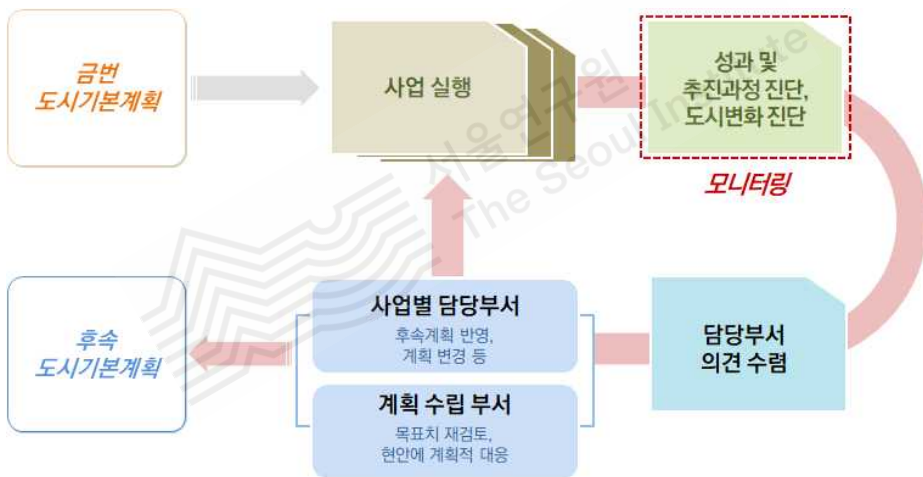 금번
도시기본계획
사업 실행
성과 및
추진과정 진단,
도시변화 진단
모니터링
서울연구원
The Seoul Institute
후속
도시기본계획
사업별 담당부서
후속계획 반영,
계획 변경 등
계획 수립 부서
목표치 재검토,
현안에 계획적 대응
담당부서
의견 수렴